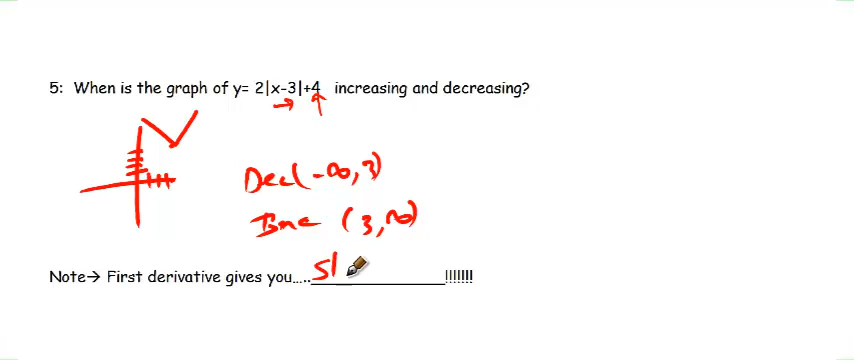 5: When is the graph of y= 2|x-3|+4 increasing and decreasing?
Dec(-∞,3)
Inc (3,∞)
Note→ First derivative gives you.....Sl____________________!!!!!!!